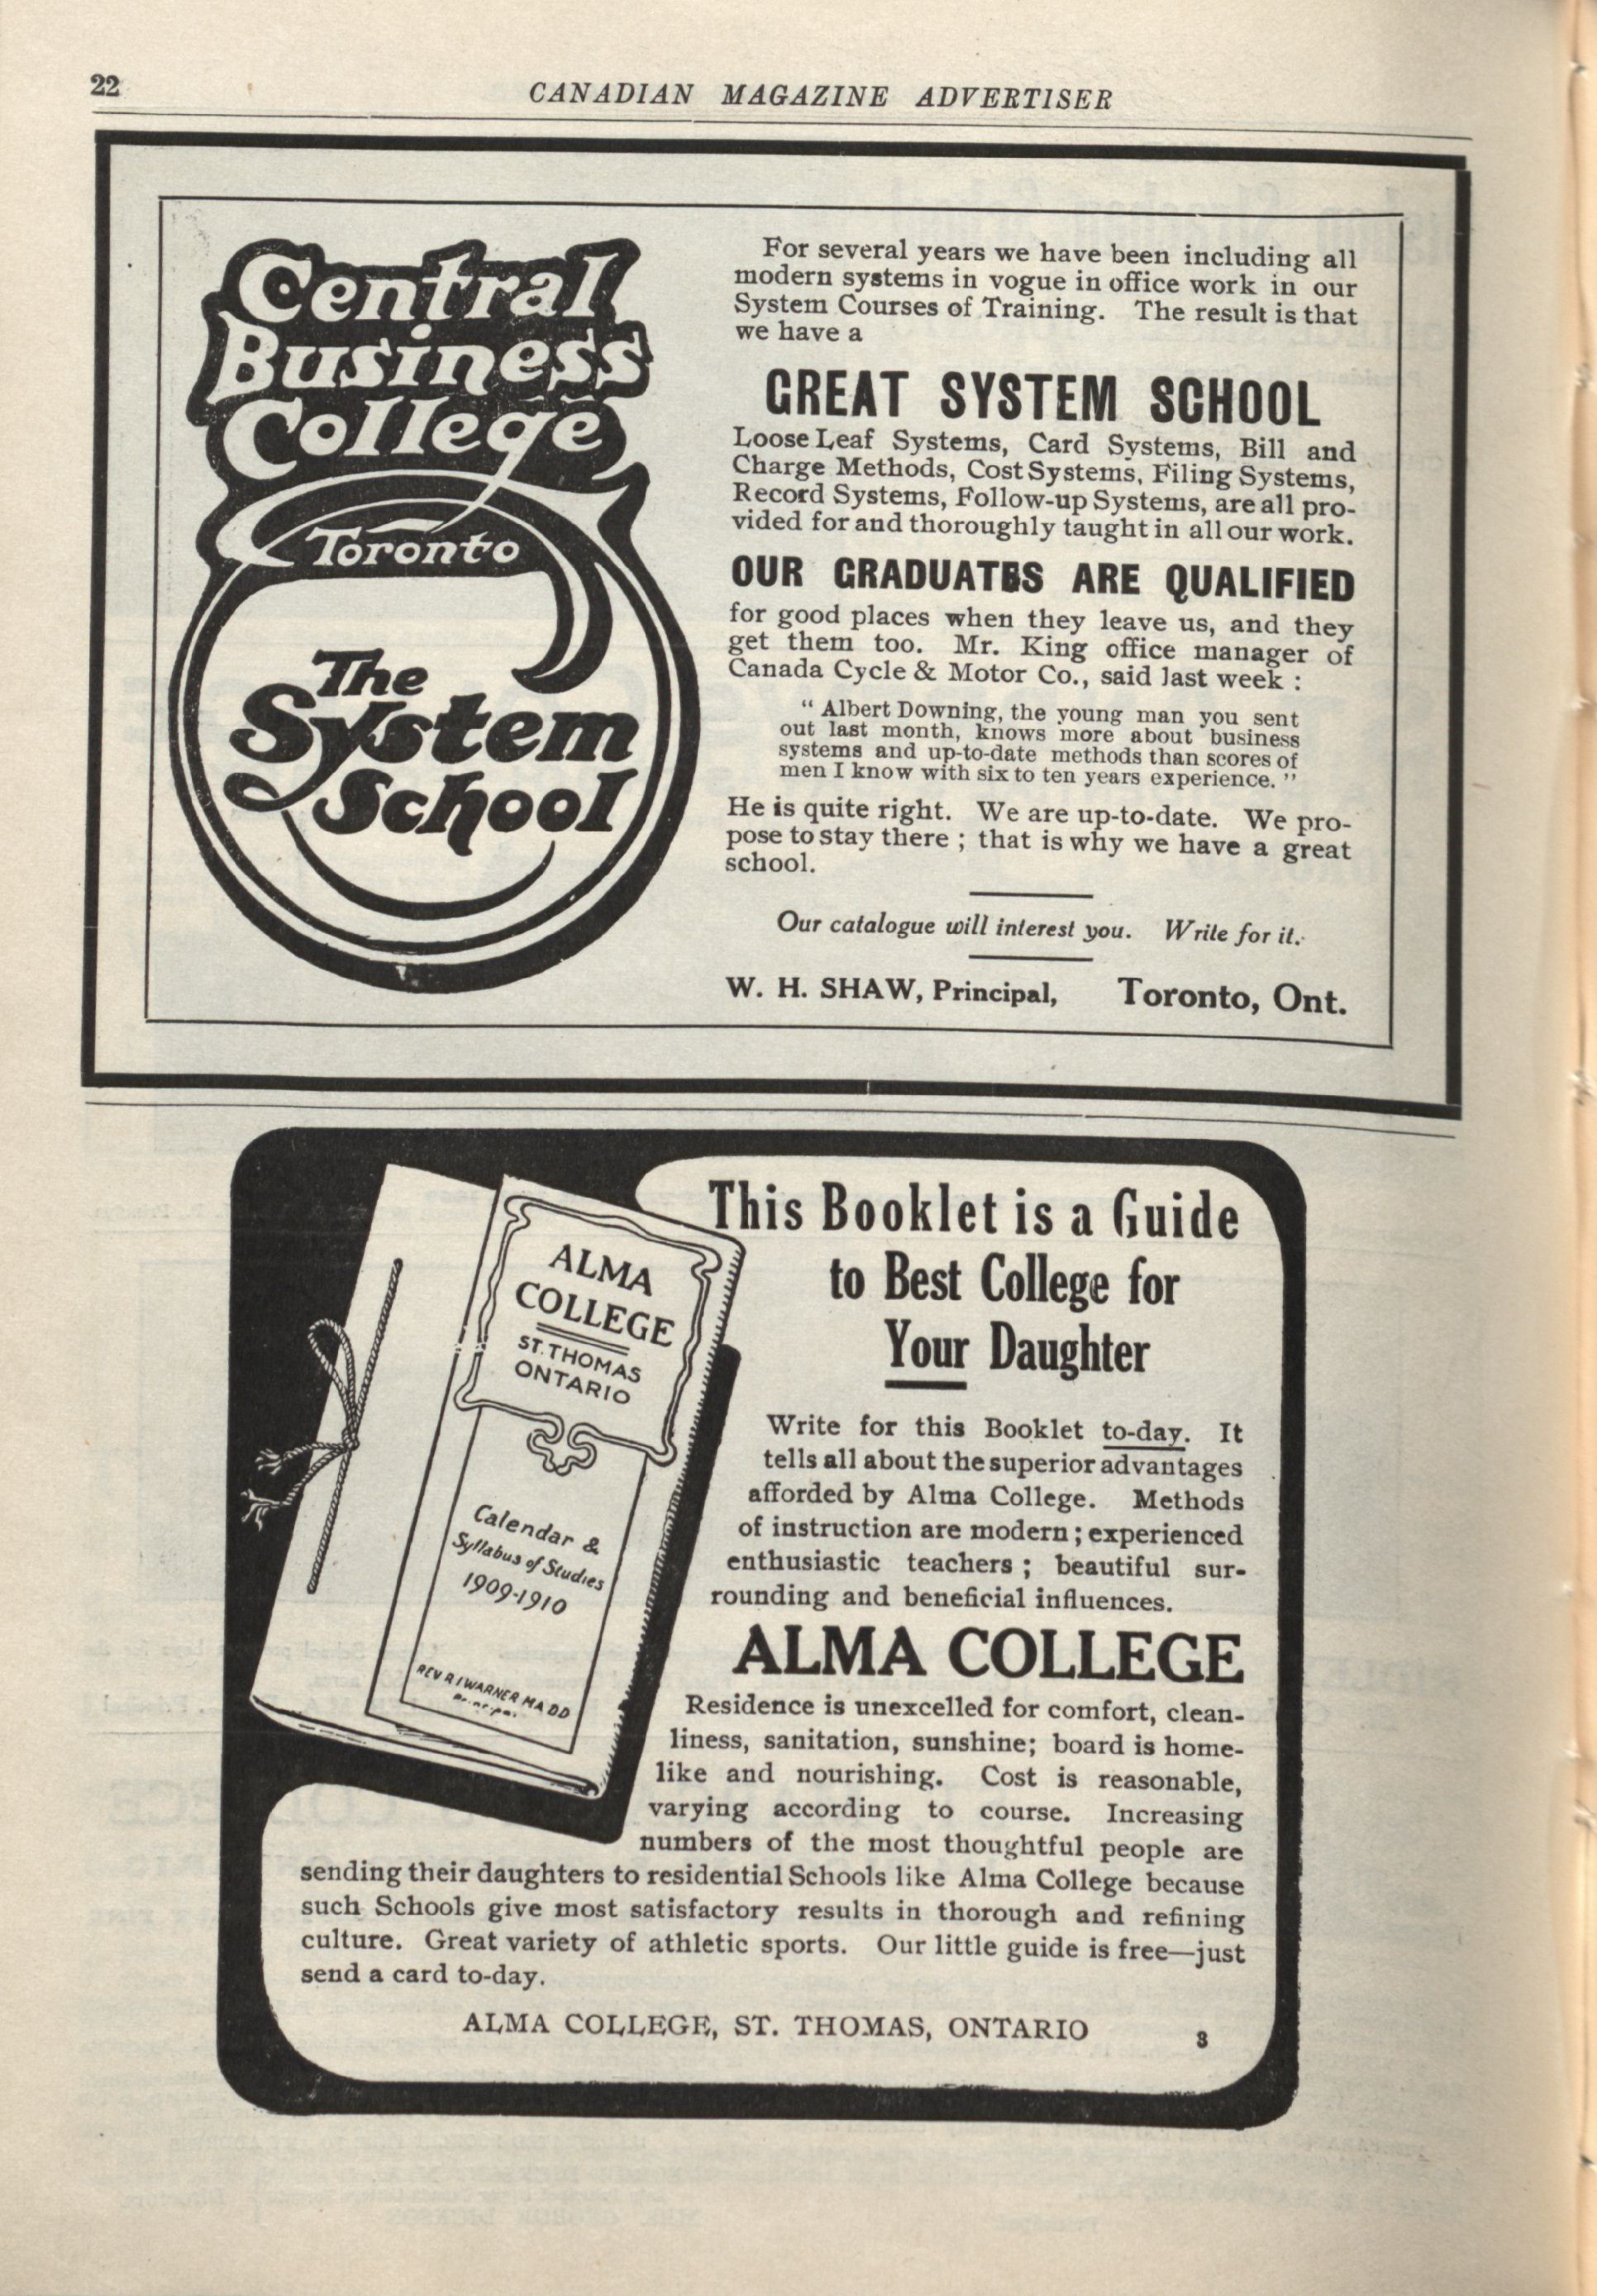 22
CANADIAN MAGAZINE ADVERTISER
Central
Business
College
Toronto
The
System
School
For several years we have been including all
modern systems in vogue in office work in our
System Courses of Training. The result is that
we have a
GREAT SYSTEM SCHOOL
Loose Leaf Systems, Card Systems, Bill and
Charge Methods, Cost Systems, Filing Systems,
Record Systems, Follow-up Systems, are all pro-
vided for and thoroughly taught in all our work.
OUR GRADUATES ARE QUALIFIED
for good places when they leave us, and they
get them too. Mr. King office manager of
Canada Cycle & Motor Co., said last week :
“ Albert Downing, the young man you sent
out last month, knows more about business
systems and up-to-date methods than scores of
men I know with six to ten years experience. ”
He is quite right. We are up-to-date. We pro-
pose to stay there ; that is why we have a great
school.
Our catalogue will interest you. Write for it.
W. H. SHAW, Principal, Toronto, Ont.
ALMA
COLLEGE
ST. THOMAS
ONTARIO
Calendar &
Syllabus of Studies
1909-1910
REV R I WARNER MA DD
Principal
This Booklet is a Guide
to Best College for
Your Daughter
Write for this Booklet to-day. It
tells all about the superior advantages
afforded by Alma College. Methods
of instruction are modern ; experienced
enthusiastic teachers ; beautiful sur-
rounding and beneficial influences.
ALMA COLLEGE
Residence is unexcelled for comfort, clean-
liness, sanitation, sunshine; board is home-
like and nourishing. Cost is reasonable,
varying according to course. Increasing
numbers of the most thoughtful people are
sending their daughters to residential Schools like Alma College because
such Schools give most satisfactory results in thorough and refining
culture. Great variety of athletic sports. Our little guide is free—just
send a card to-day.
ALMA COLLEGE, ST. THOMAS, ONTARIO 3